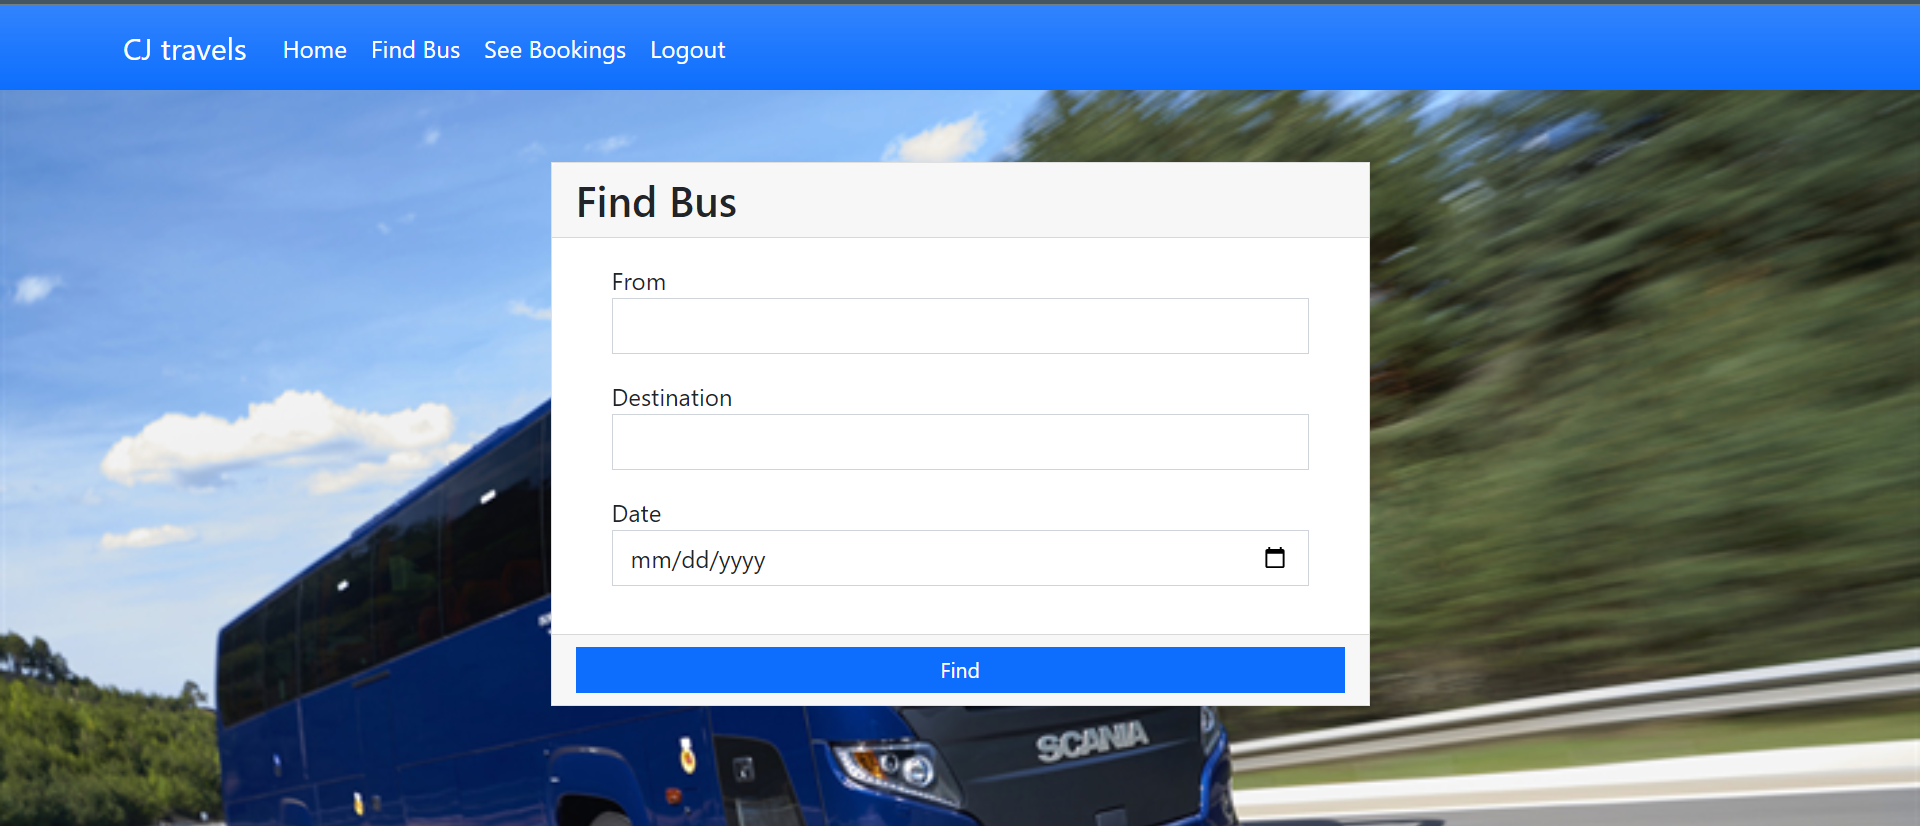 CJ travels Home Find Bus See Bookings Logout
Find Bus
From
Destination
Date
mm/dd/yyyy
Find
SCANIA